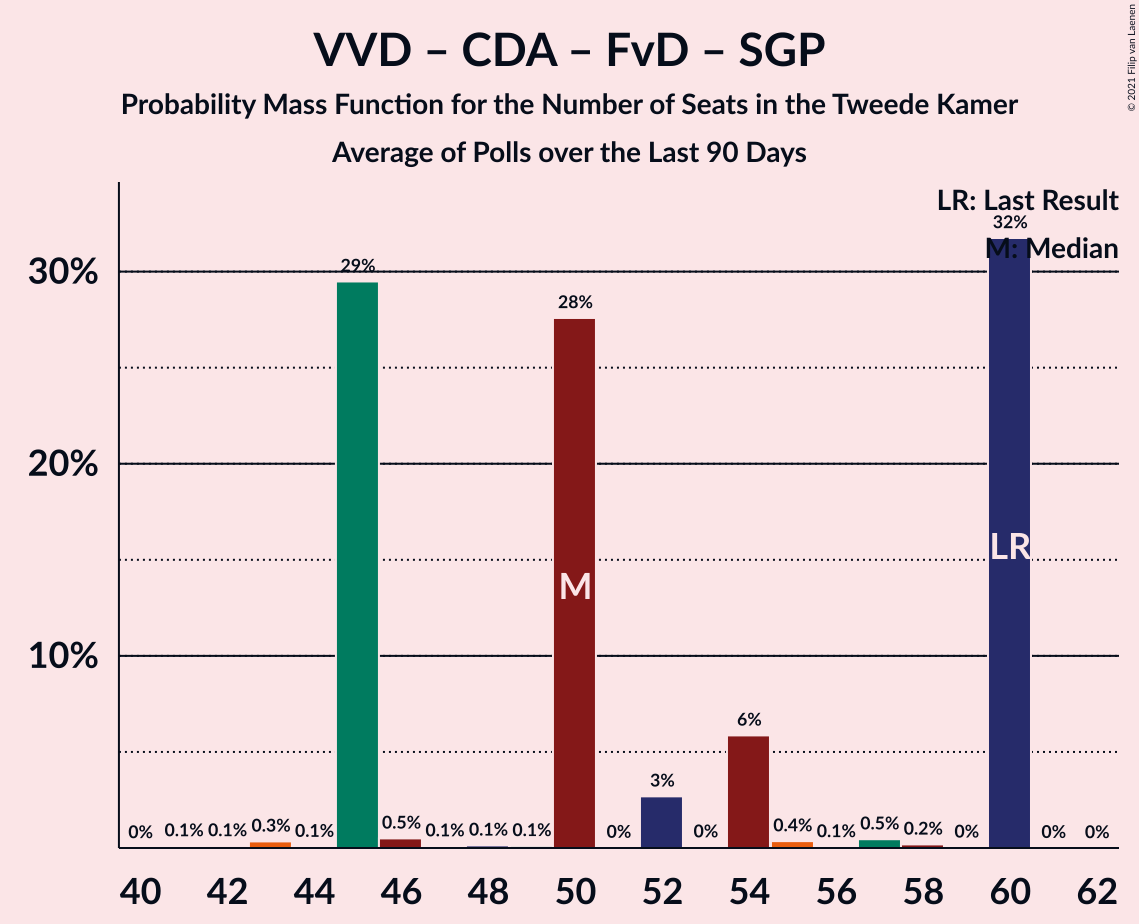 VVD – CDA – FvD – SGP
Probability Mass Function for the Number of Seats in the Tweede Kamer
Average of Polls over the Last 90 Days
© 2021 Filip van Laenen
LR: Last Result
M: Median
30%
20%
10%
0% 0.1% 0.1% 0.3% 0.1% 29% 0.5% 0.1% 0.1% 0.1% 28% 0% 3% 0% 6% 0.4% 0.1% 0.5% 0.2% 0% 32% 0% 0%
M
LR
40 42 44 46 48 50 52 54 56 58 60 62